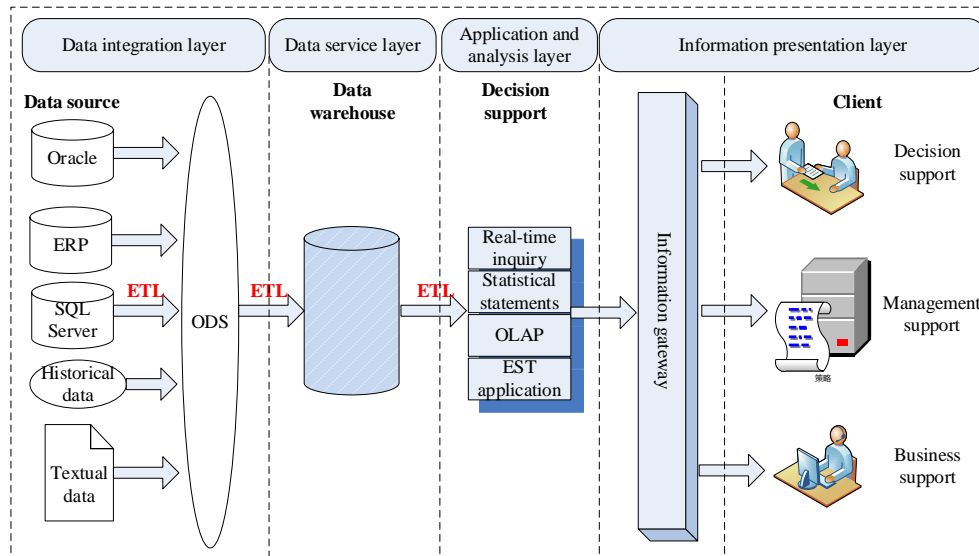 Data integration layer
Data service layer
Application and
analysis layer
Information presentation layer
Data source
Data
warehouse
Decision
support
Client
Oracle
ERP
SQL
Server
Historical
data
Textual
data
ETL
ODS
ETL
ETL
Real-time
inquiry
Statistical
statements
OLAP
EST
application
Information gateway
Decision
support
Management
support
策略
Business
support